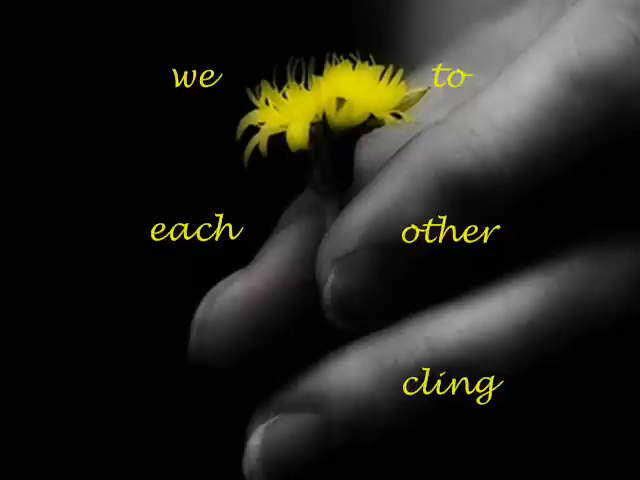 we to
each other
cling